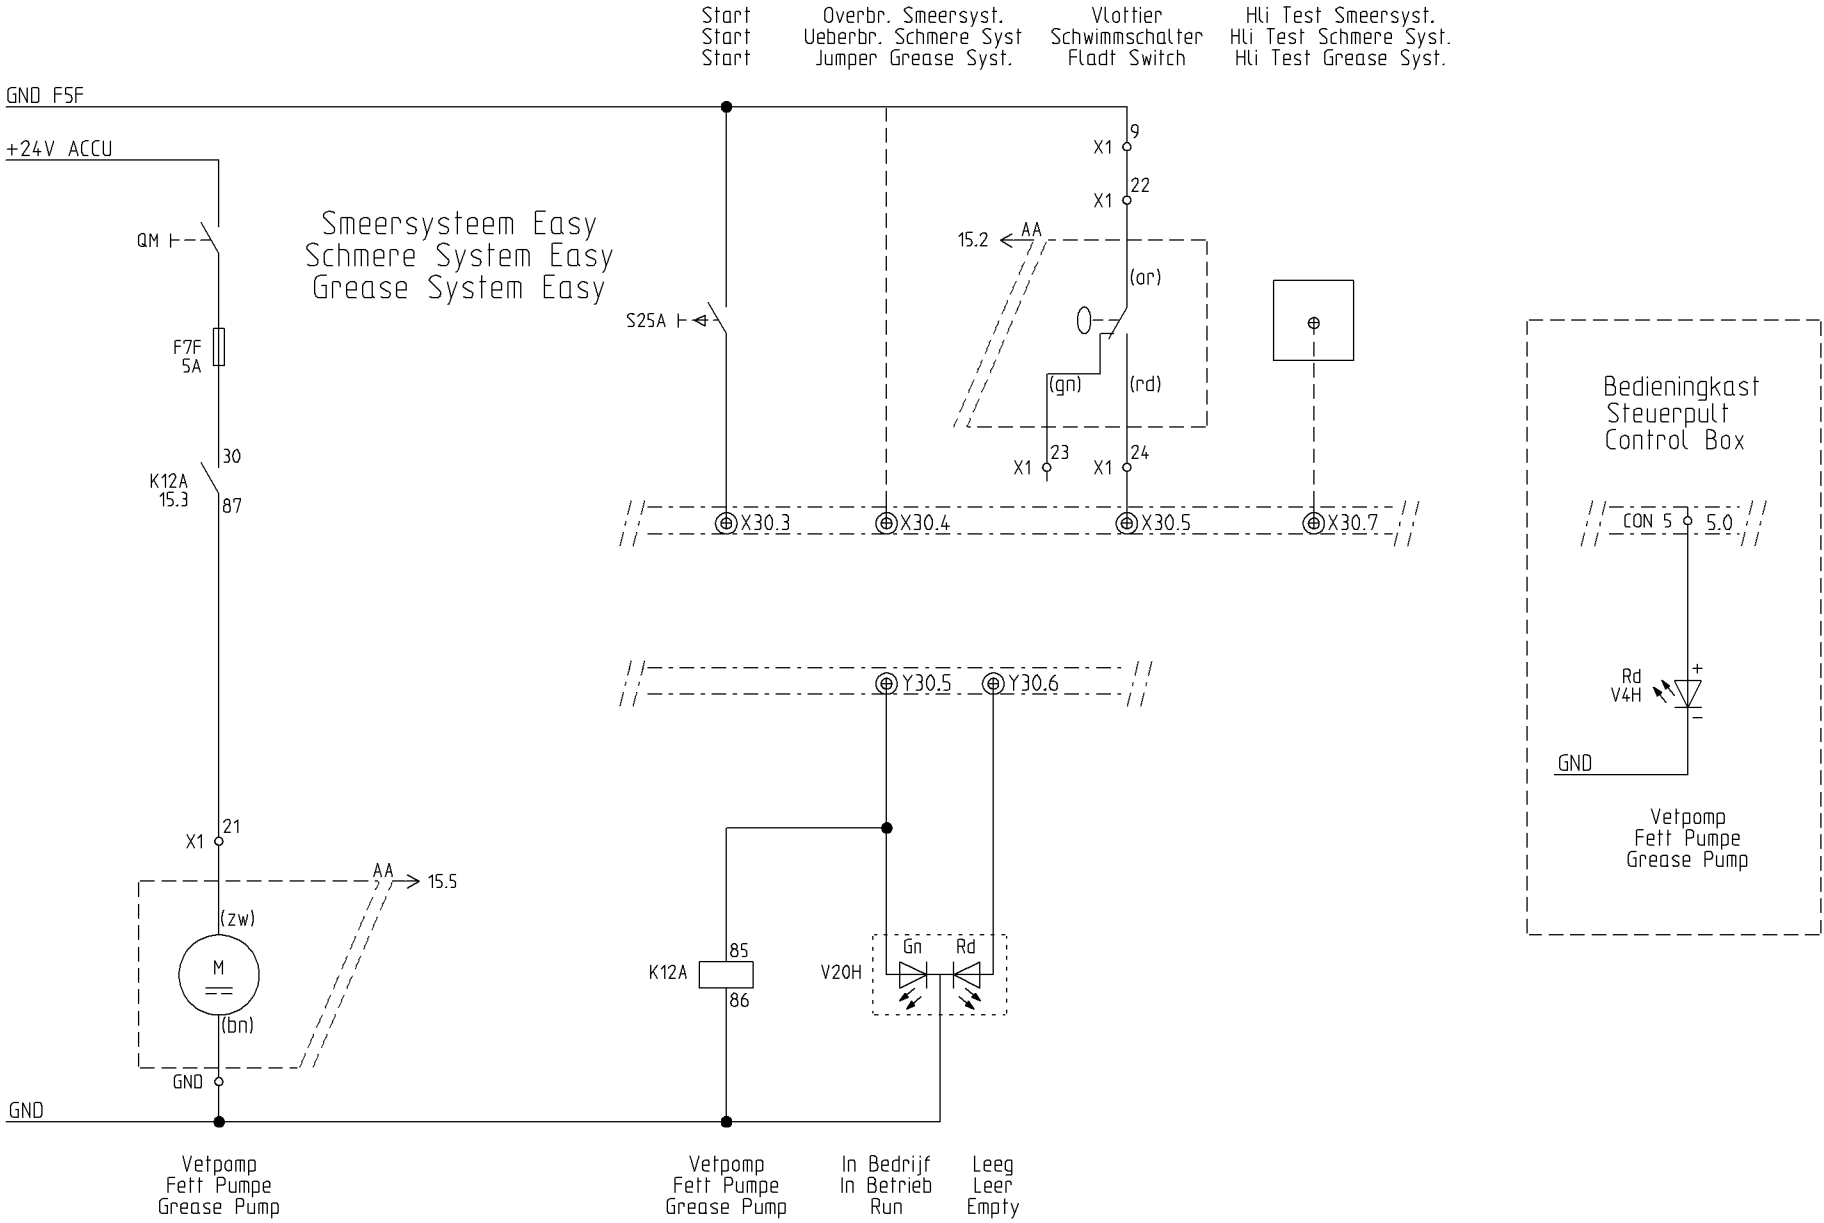 Start
Start
Start
Overbr. Smeersyst.
Ueberbr. Schmere Syst
Jumper Grease Syst.
Vlottier
Schwimmschalter
Fladt Switch
Hli Test Smeersyst.
Hli Test Schmere Syst.
Hli Test Grease Syst.
GND F5F
+24V ACCU
Smeersysteem Easy
Schmere System Easy
Grease System Easy
QM
F7F
5A
30
K12A
15.3
87
S25A
9
X1
22
X1
15.2
AA
(ar)
(gn)
(rd)
23
X1
24
X1
X30.3
X30.4
X30.5
X30.7
Bedieningkast
Steuerpult
Control Box
CON 5
5.0
Rd
V4H
+
−
GND
Vetpomp
Fett Pumpe
Grease Pump
Y30.5
Y30.6
21
X1
AA
15.5
(zw)
M
(bn)
GND
GND
85
K12A
86
V20H
Gn
Rd
Vetpomp
Fett Pumpe
Grease Pump
Vetpomp
Fett Pumpe
Grease Pump
In Bedrijf
In Betrieb
Run
Leeg
Leer
Empty